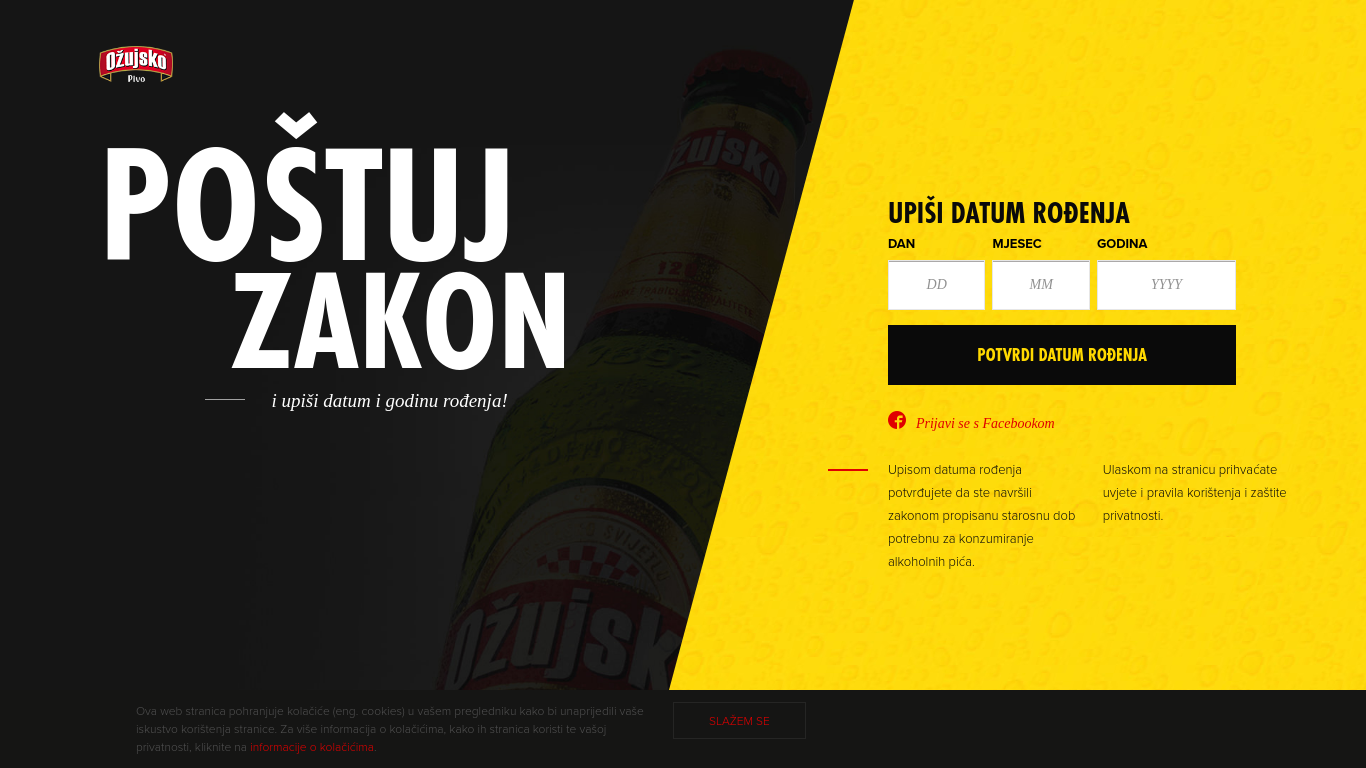 Ožujsko
Pivo
POŠTUJ
ZAKON
i upiši datum i godinu rođenja!
žujsko
1892
SVIJETLO
Ožujsko
UPIŠI DATUM ROĐENJA
DAN MJESEC GODINA
DD MM YYYY
POTVRDI DATUM ROĐENJA
Prijavi se s Facebookom
Upisom datuma rođenja
potvrđujete da ste navršili
zakonom propisanu starosnu dob
potrebnu za konzumiranje
alkoholnih pića.
Ulaskom na stranicu prihvaćate
uvjete i pravila korištenja i zaštite
privatnosti.
Ova web stranica pohranjuje kolačiće (eng. cookies) u vašem pregledniku kako bi unaprijedili vaše
iskustvo korištenja stranice. Za više informacija o kolačićima, kako ih stranica koristi te vašoj
privatnosti, kliknite na informacije o kolačićima.
SLAŽEM SE